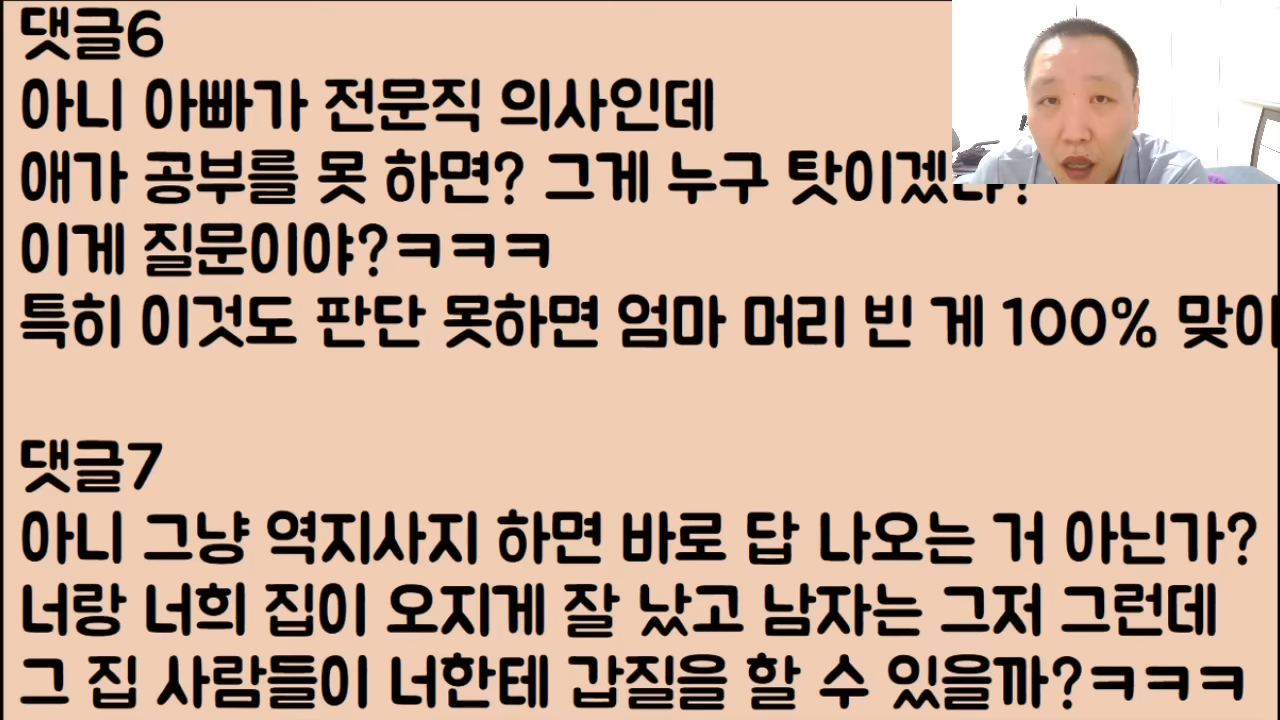 댓글6
아니 아빠가 전문직 의사인데
애가 공부를 못 하면? 그게 누구
이게 질문이야?ㅋㅋㅋ
특히 이것도 판단 못하면 엄마 머리 빈 게 100%
댓글7
아니 그냥 역지사지 하면 바로 답 나오는 거 아닌가?
너랑 너희 집이 오지게 잘 났고 남자는 그저 그런데
그 집 사람들이 너한테 갑질을 할 수 있을까?ㅋㅋㅋ